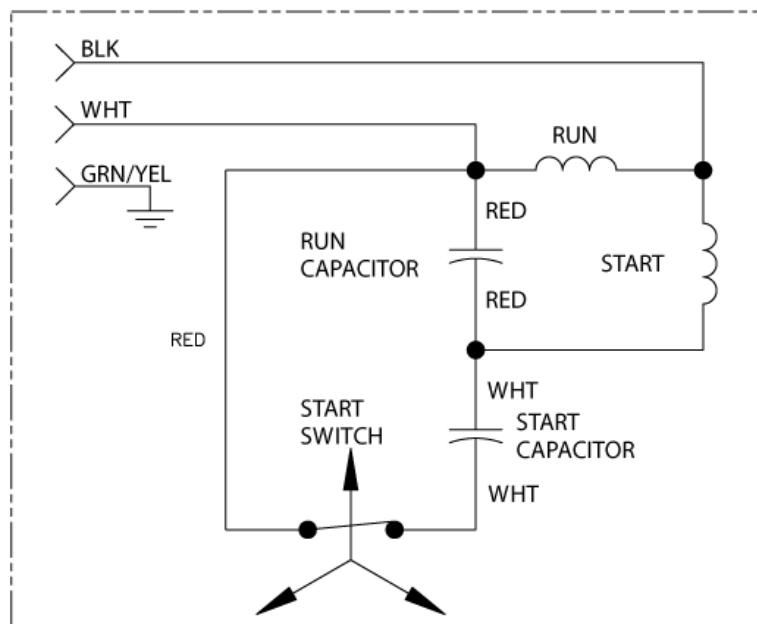 BLK
WHT
RUN
GRN/YEL
RED
RUN
CAPACITOR
START
RED
RED
WHT
START
SWITCH
START
CAPACITOR
WHT